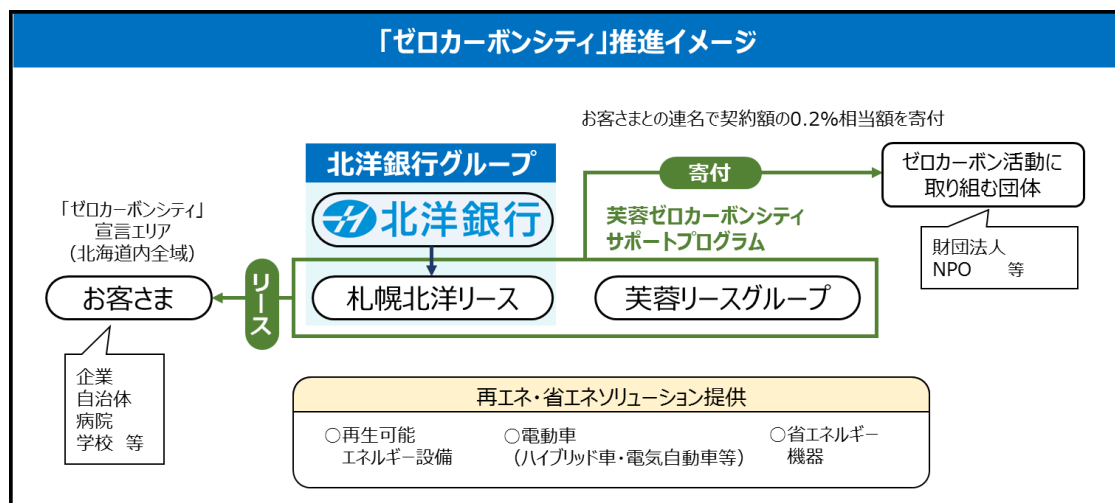 「ゼロカーボンシティ」推進イメージ
お客さまとの連名で契約額の0.2%相当額を寄付
北洋銀行グループ
寄付
ゼロカーボン活動に
取り組む団体
北洋銀行
芙蓉ゼロカーボンシティ
サポートプログラム
財団法人
NPO 等
「ゼロカーボンシティ」
宣言エリア
(北海道内全域)
お客さま
リース
札幌北洋リース
芙蓉リースグループ
企業
自治体
病院
学校 等
再エネ・省エネソリューション提供
○再生可能
エネルギー設備
○電動車
(ハイブリッド車・電気自動車等)
○省エネルギー
機器